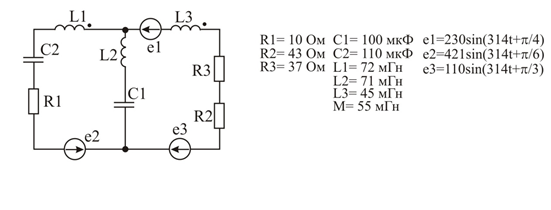 L1 L3
C2 L2 e1
R3
R1 C1
R2
e2 e3
R1= 10 Ом C1= 100 мкФ e1=230sin(314t+π/4)
R2= 43 Ом C2= 110 мкФ e2=421sin(314t+π/6)
R3= 37 Ом L1= 72 мГн e3=110sin(314t+π/3)
L2= 71 мГн
L3= 45 мГн
M= 55 мГн